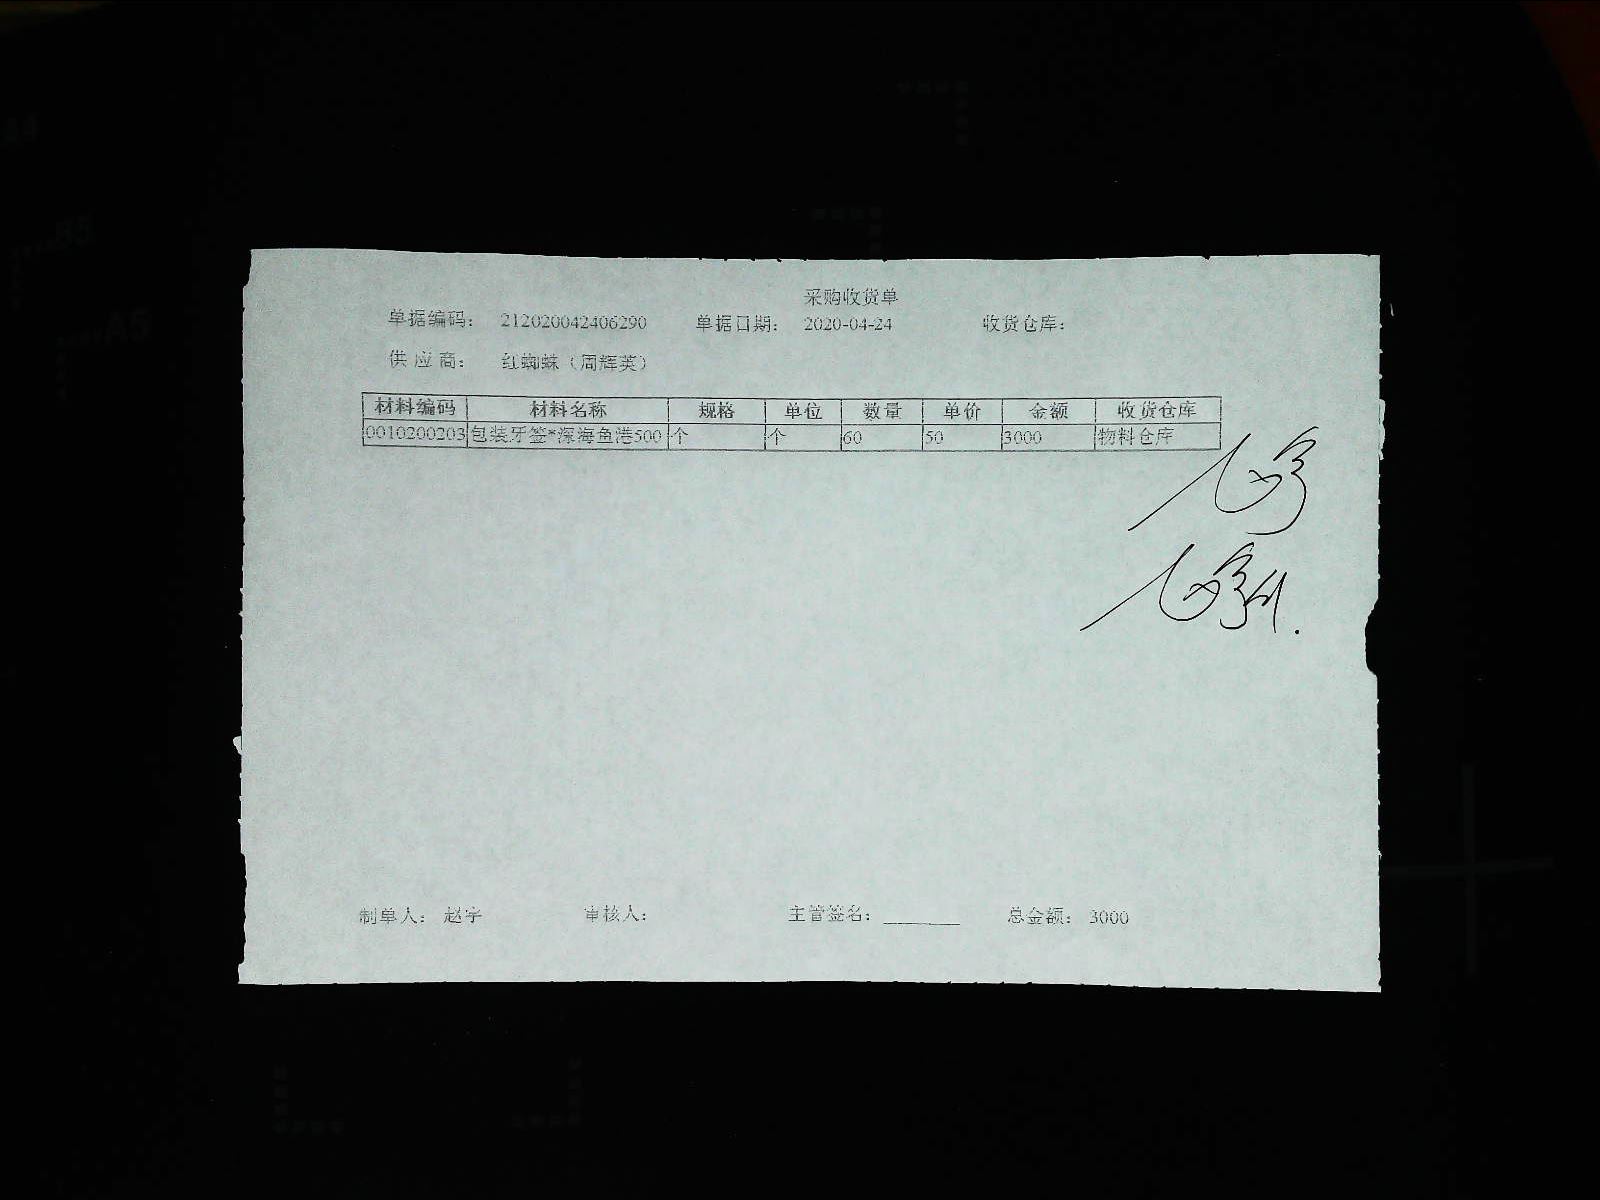 采购收货单
单据编码： 212020042406290 单据日期： 2020-04-24 收货仓库：
供 应 商： 红蜘蛛（周辉英）
材料编码 材料名称 规格 单位 数量 单价 金额 收货仓库
0010200203 包装牙签*深海鱼港500 个 个 60 50 3000 物料仓库
制单人： 赵宇 审核人： 主管签名： ________ 总金额： 3000